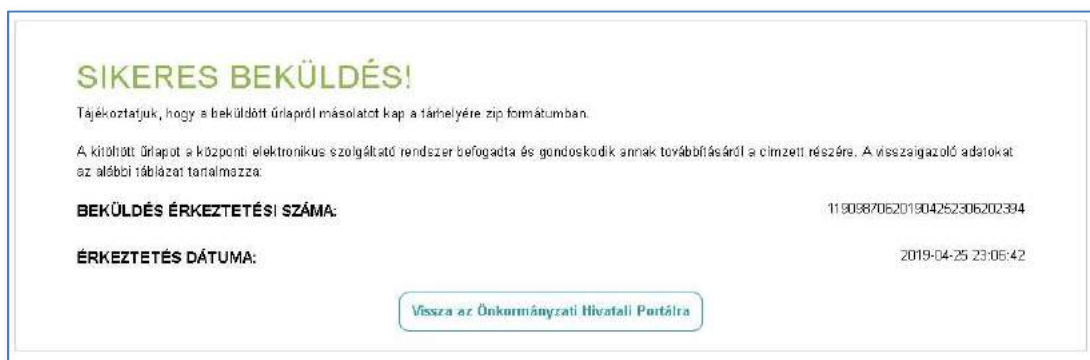 SIKERES BEKÜLDÉS!
Tájékoztatjuk, hogy a beküldött űrlapról másolatot kap a tárhelyére zip formátumban.
A kitöltött űrlapot a központi elektronikus szolgáltató rendszer befogadta és gondoskodik annak továbbításáról a címzett részére. A visszaigazoló adatokat
az alábbi táblázat tartalmazza:
BEKÜLDÉS ÉRKEZTETÉSI SZÁMA: 119098706201904252306202394
ÉRKEZTETÉS DÁTUMA: 2019-04-25 23:06:42
Vissza az Önkormányzati Hivatali Portálra